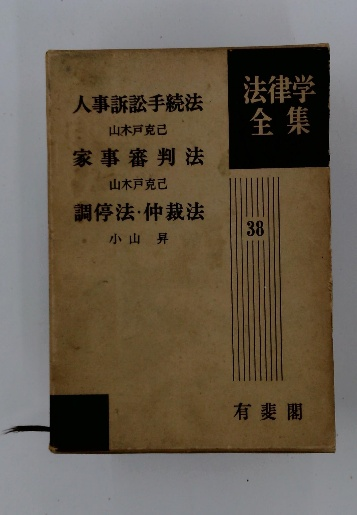 法律学
全集
38
人事訴訟手続法
山木戸克己
家事審判法
山木戸克己
調停法・仲裁法
小山昇
有斐閣